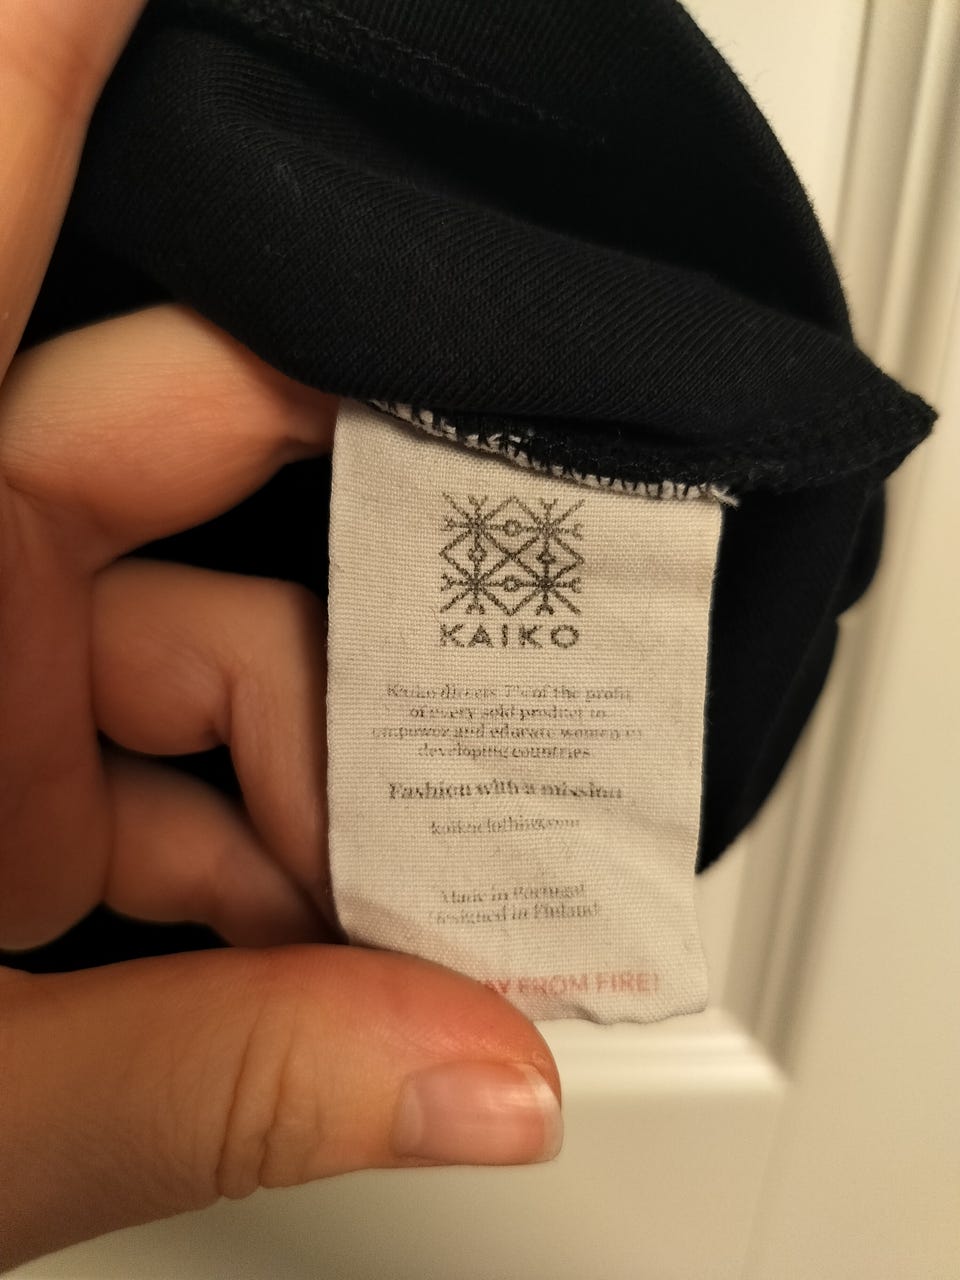 KAIKO
Kaiko directs 7% of the profit
of every sold product to
empower and educate women in
developing countries.
Fashion with a mission
kaikoclothing.com
Made in Portugal
Designed in Finland
FROM FIRE!